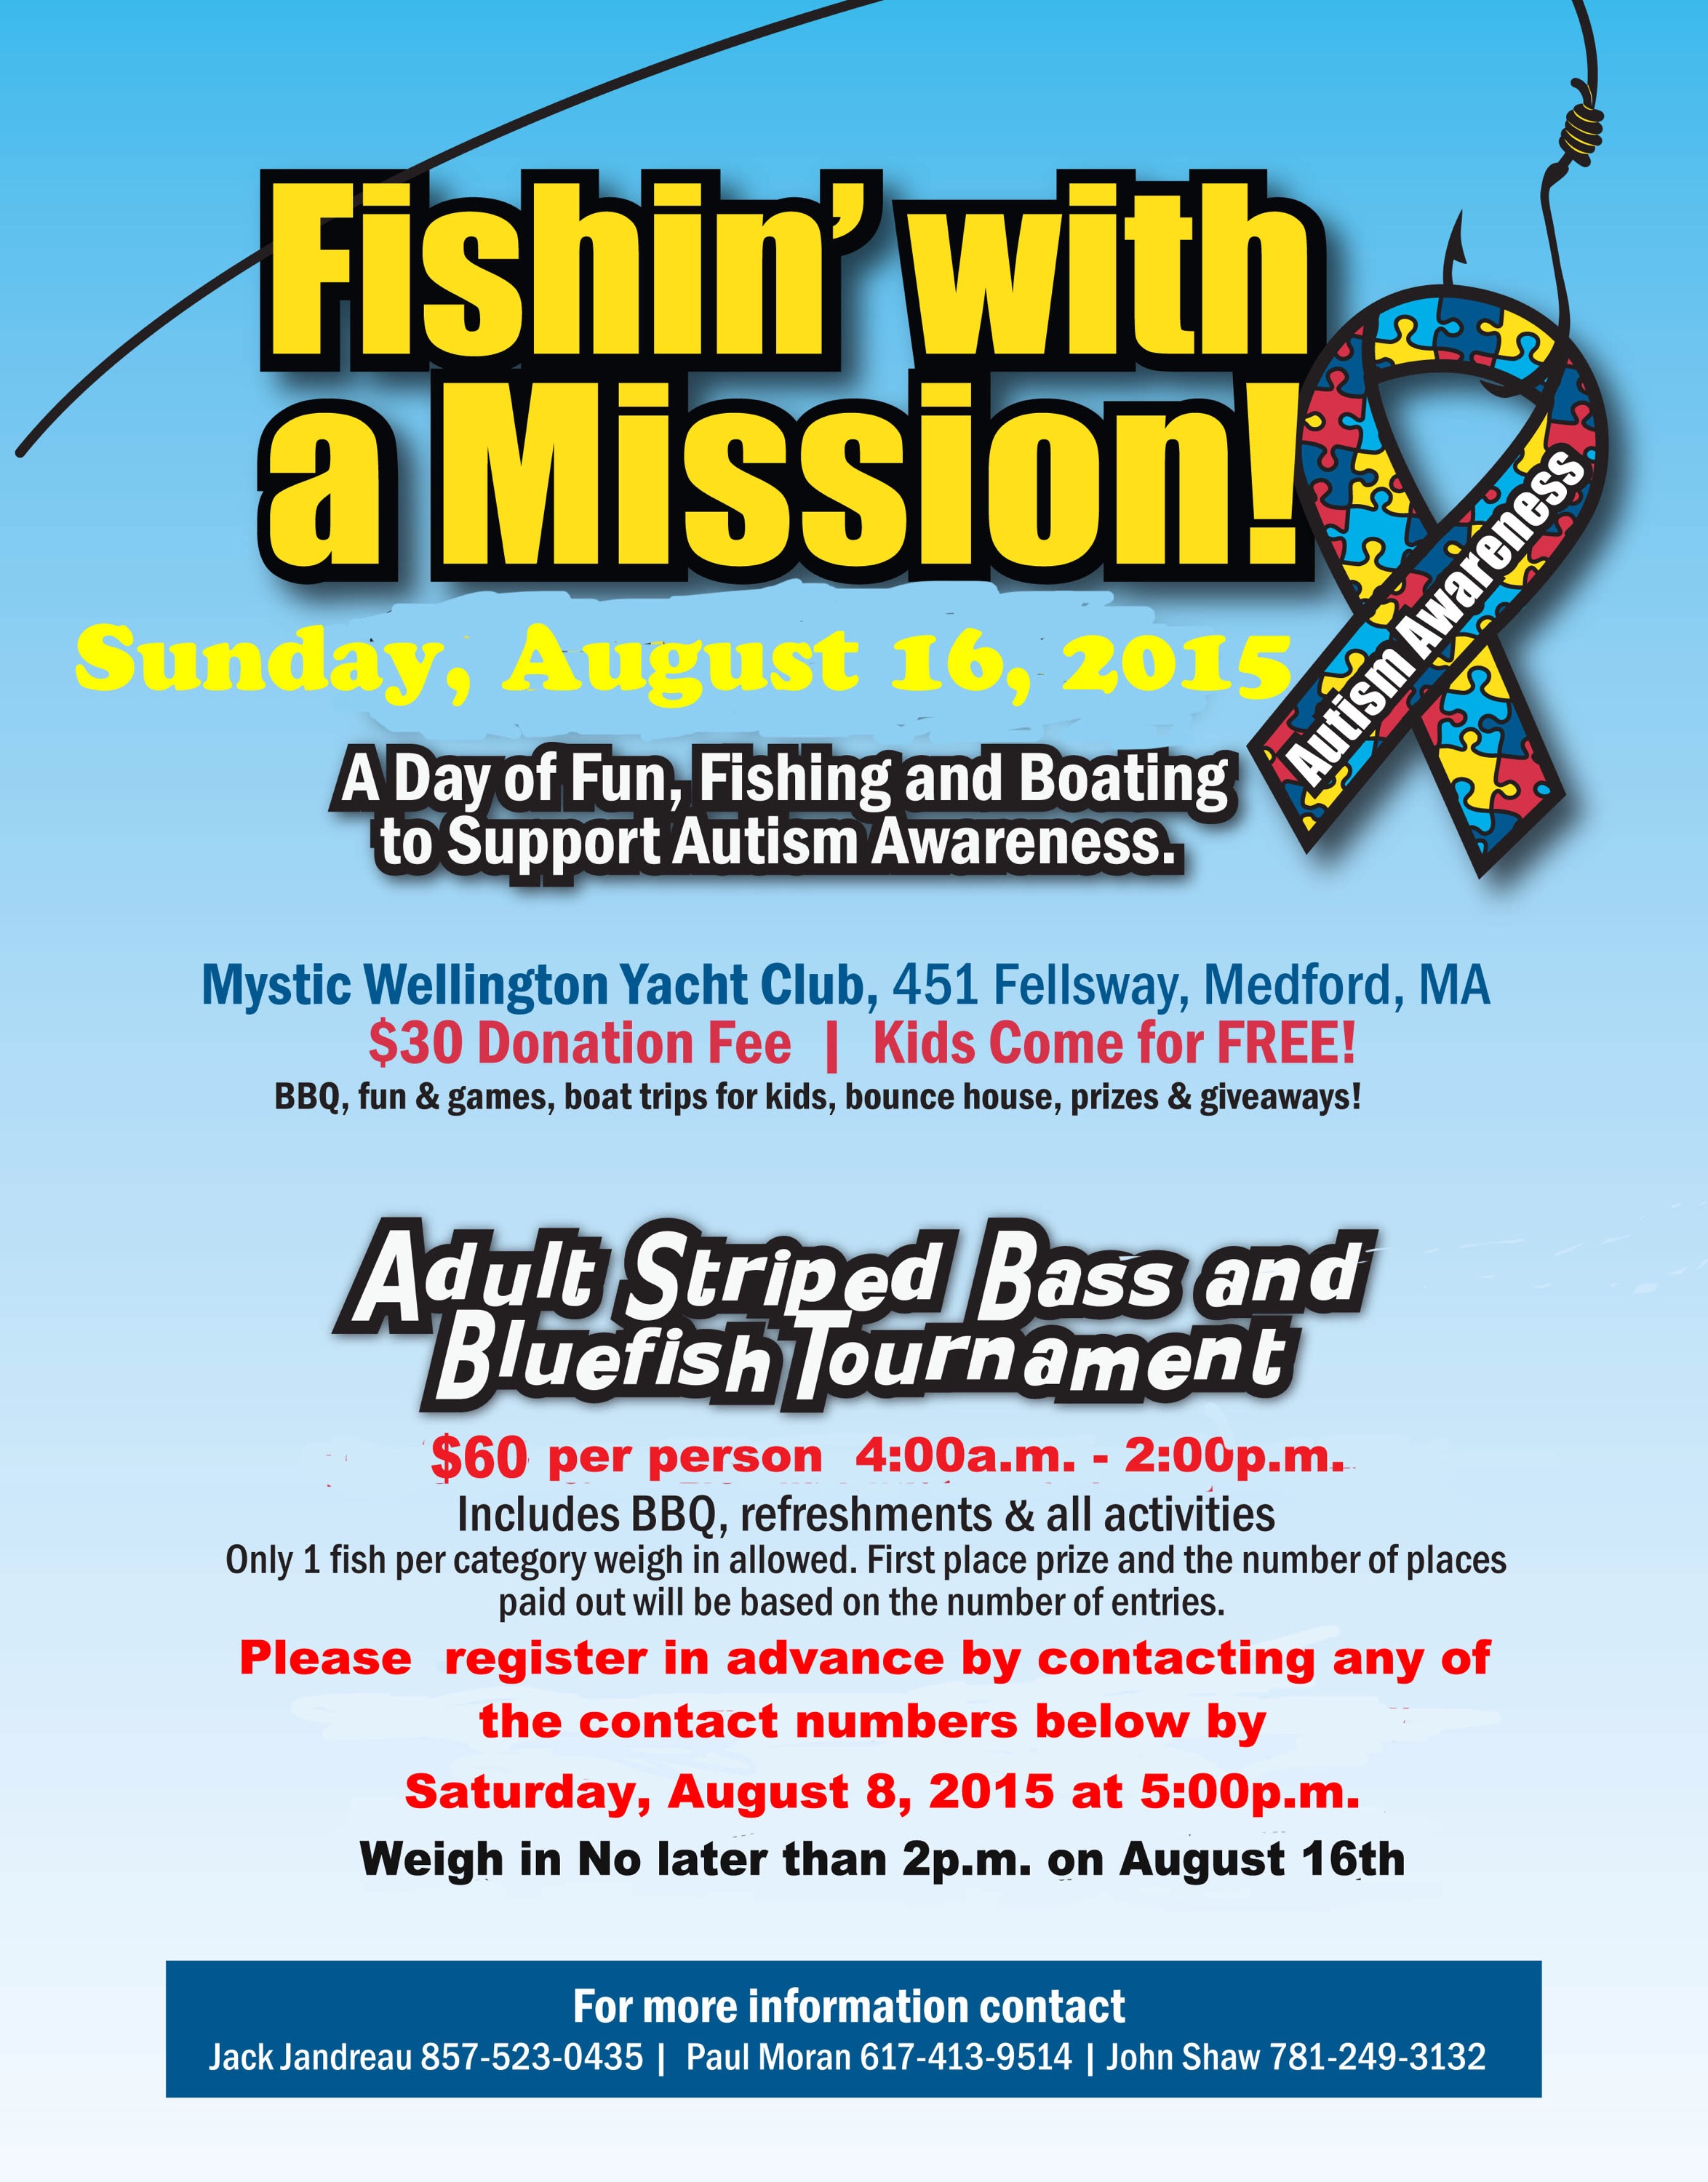 Fishin' with
a Mission!
Autism Awareness
Sunday, August 16, 2015
A Day of Fun, Fishing and Boating
to Support Autism Awareness.
Mystic Wellington Yacht Club, 451 Fellsway, Medford, MA
$30 Donation Fee | Kids Come for FREE!
BBQ, fun & games, boat trips for kids, bounce house, prizes & giveaways!
Adult Striped Bass and
Bluefish Tournament
$60 per person 4:00a.m. - 2:00p.m.
Includes BBQ, refreshments & all activities
Only 1 fish per category weigh in allowed. First place prize and the number of places
paid out will be based on the number of entries.
Please register in advance by contacting any of
the contact numbers below by
Saturday, August 8, 2015 at 5:00p.m.
Weigh in No later than 2p.m. on August 16th
For more information contact
Jack Jandreau 857-523-0435 | Paul Moran 617-413-9514 | John Shaw 781-249-3132